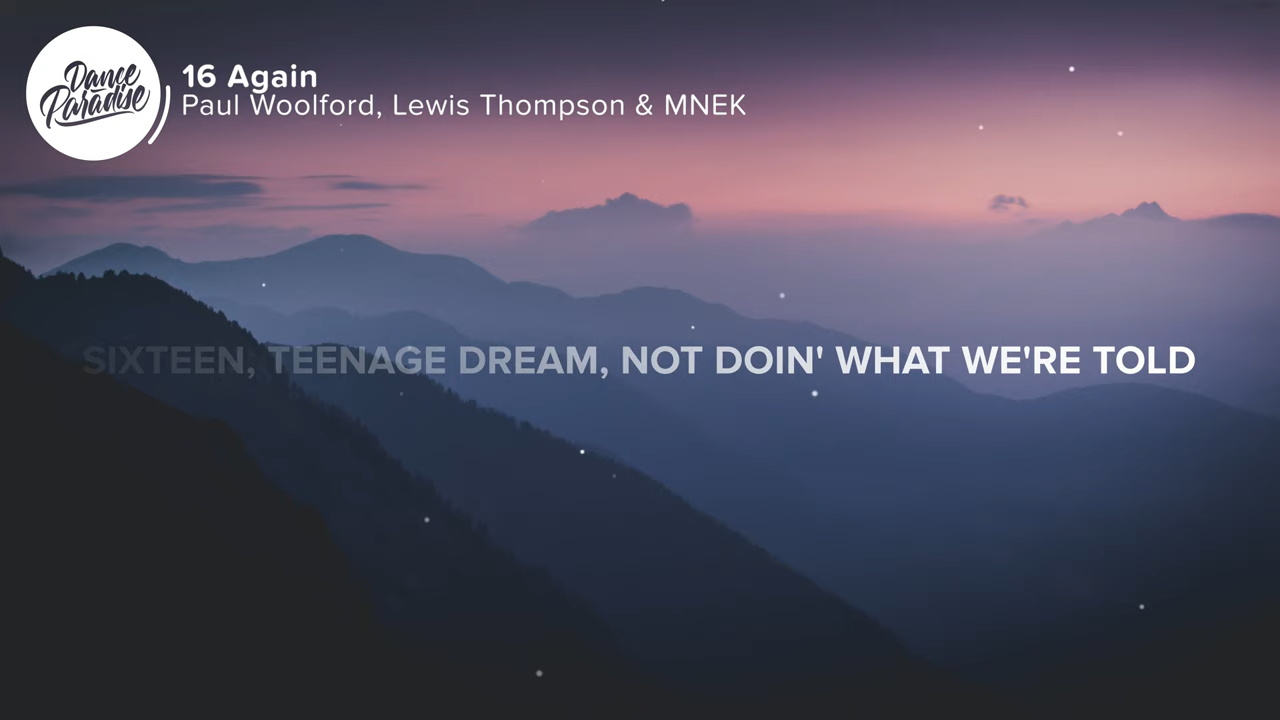 Dance
Paradise
16 Again
Paul Woolford, Lewis Thompson & MNEK
SIXTEEN, TEENAGE DREAM, NOT DOIN' WHAT WE'RE TOLD